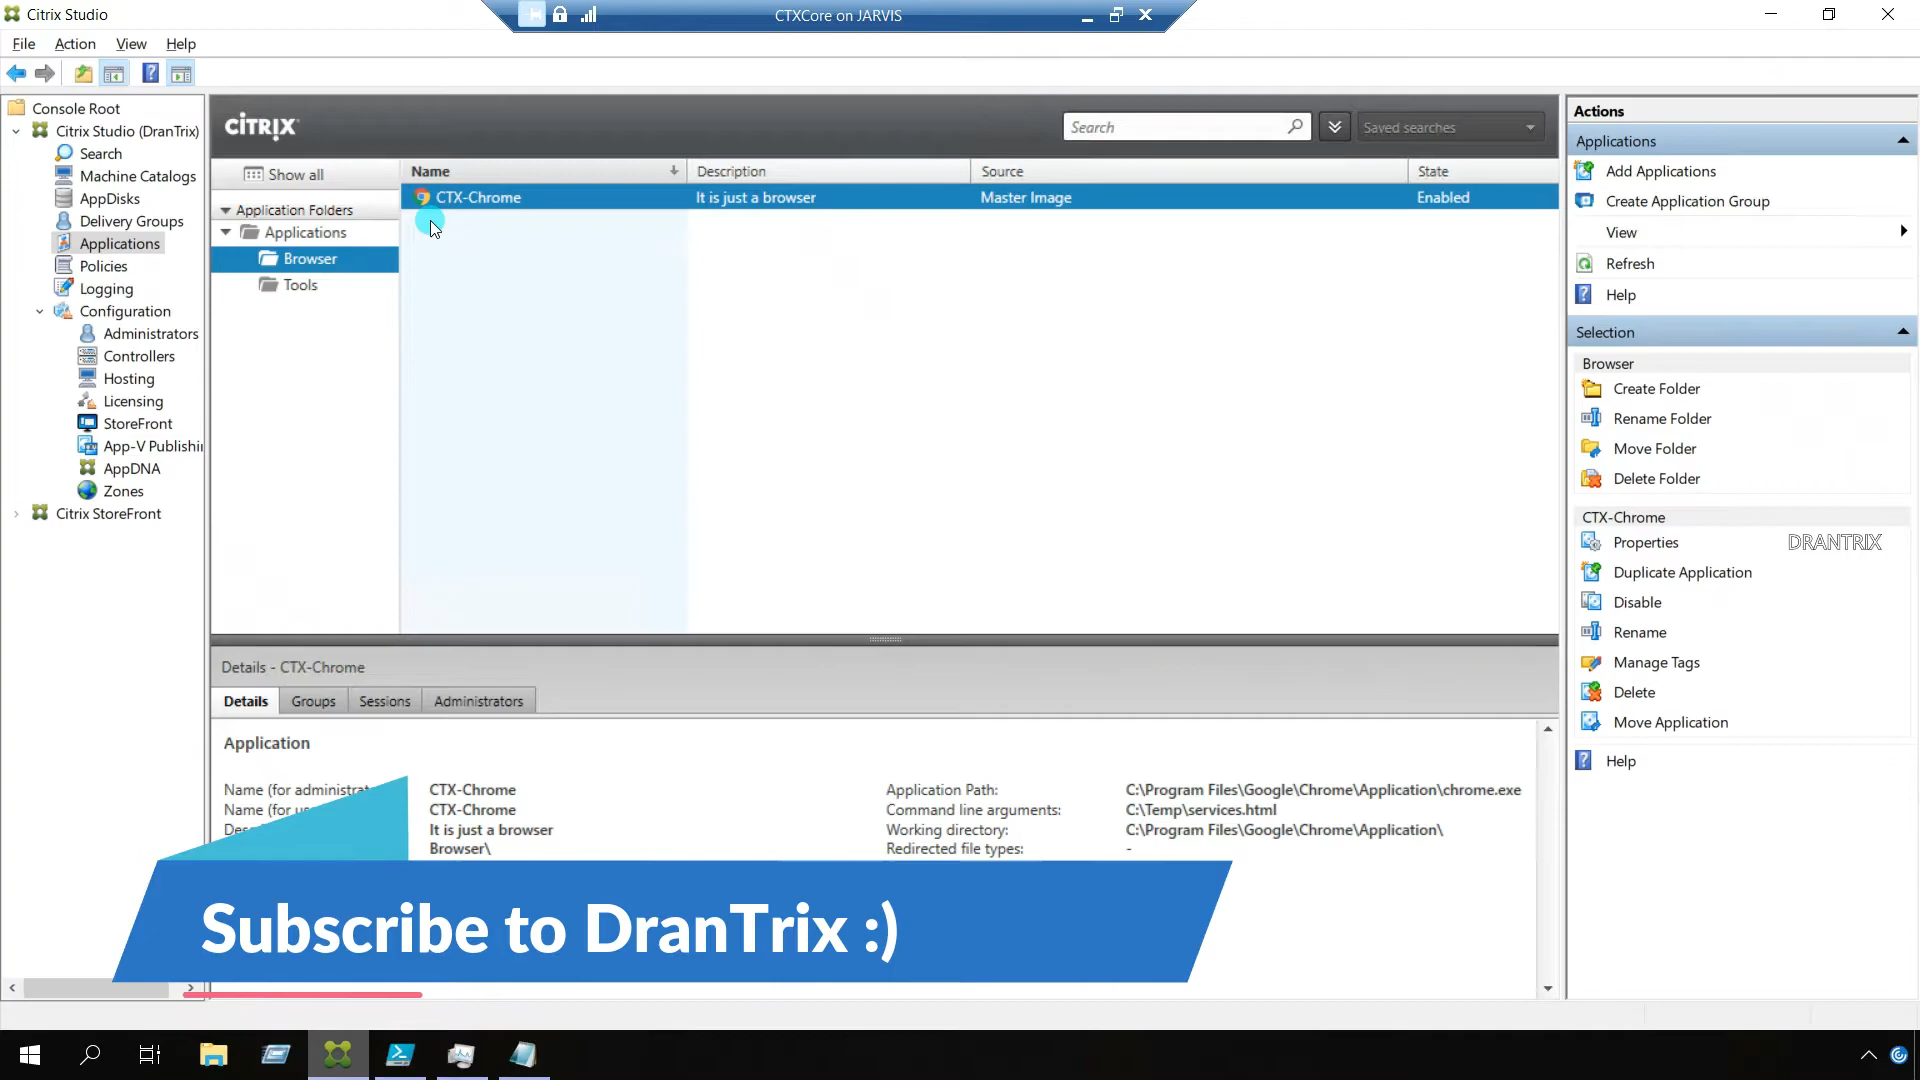 Citrix Studio
CTXCore on JARVIS
File Action View Help
Console Root
Citrix Studio (DranTrix)
Search
Machine Catalogs
AppDisks
Delivery Groups
Applications
Policies
Logging
Configuration
Administrators
Controllers
Hosting
Licensing
StoreFront
App-V Publishi
AppDNA
Zones
Citrix StoreFront
CİTRIX
Search
Saved searches
Show all
Application Folders
Applications
Browser
Tools
Name Description Source State
CTX-Chrome It is just a browser Master Image Enabled
Details - CTX-Chrome
Details Groups Sessions Administrators
Application
Name (for administrat CTX-Chrome
Name (for us CTX-Chrome
Des It is just a browser
Browser\
Application Path: C:\Program Files\Google\Chrome\Application\chrome.exe
Command line arguments: C:\Temp\services.html
Working directory: C:\Program Files\Google\Chrome\Application\
Redirected file types: -
Subscribe to DranTrix :)
Actions
Applications
Add Applications
Create Application Group
View
Refresh
Help
Selection
Browser
Create Folder
Rename Folder
Move Folder
Delete Folder
CTX-Chrome
Properties
DRANTRIX
Duplicate Application
Disable
Rename
Manage Tags
Delete
Move Application
Help